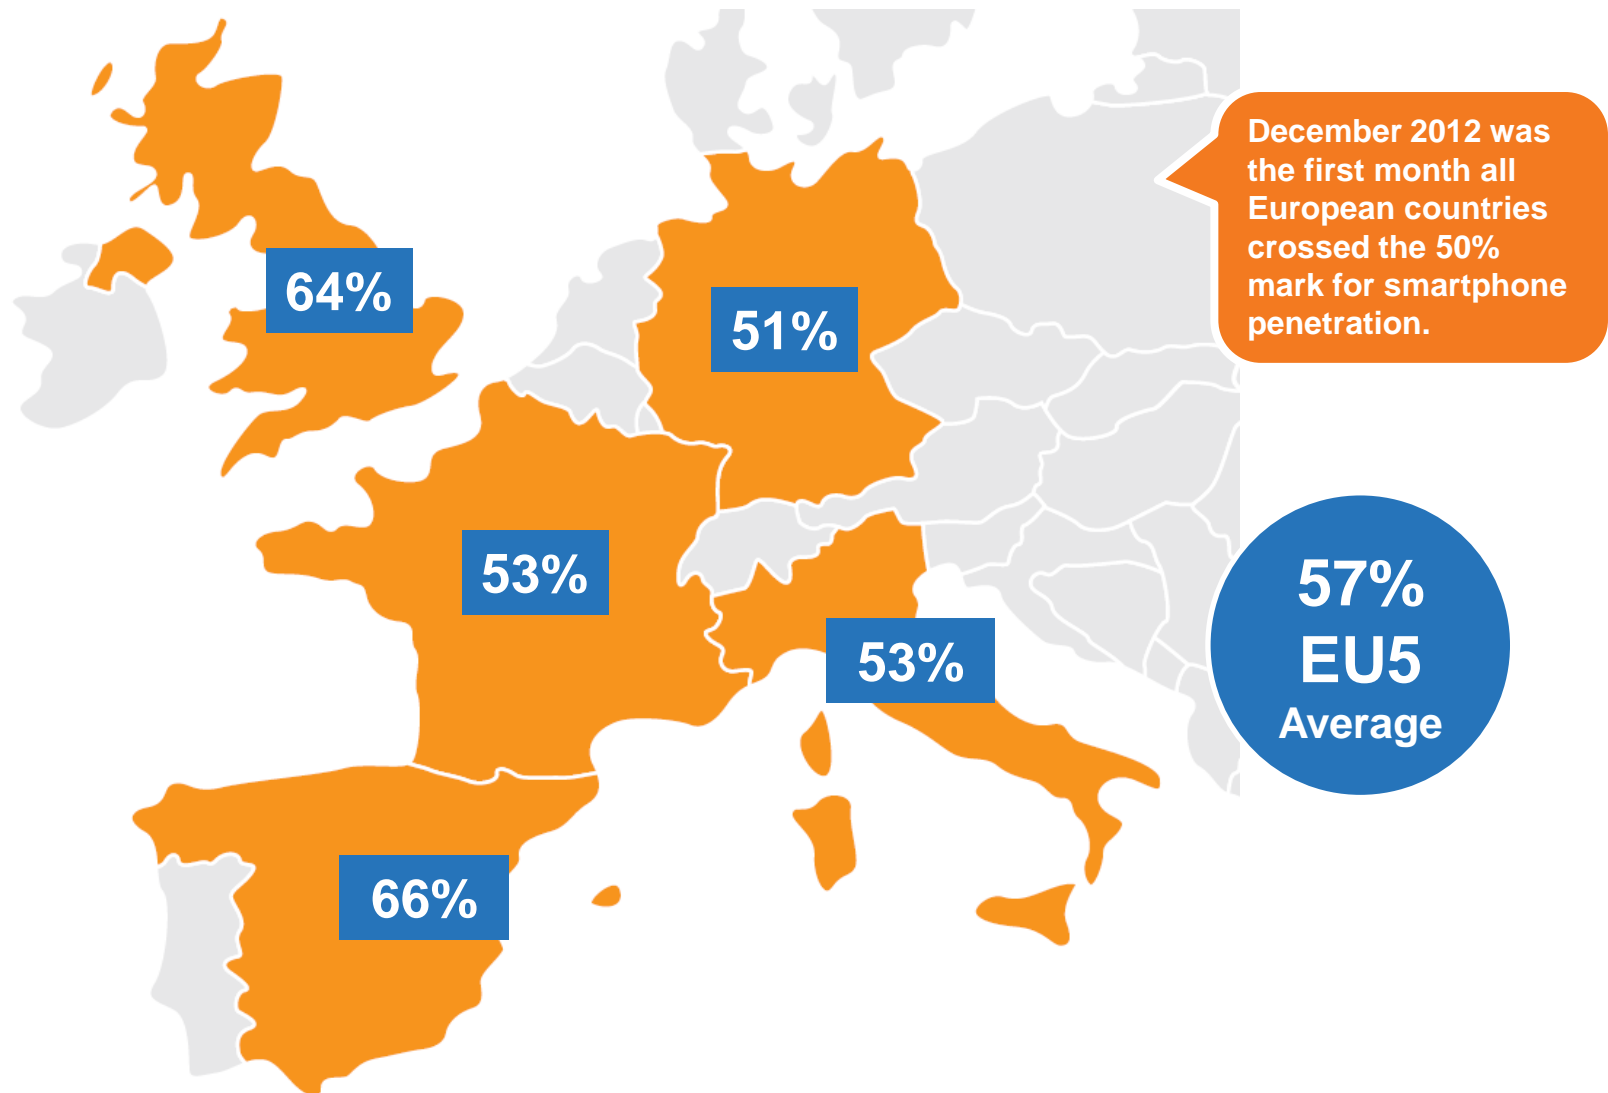 December 2012 was
the first month all
European countries
crossed the 50%
mark for smartphone
penetration.
64%
51%
53%
53%
66%
57%
EU5
Average